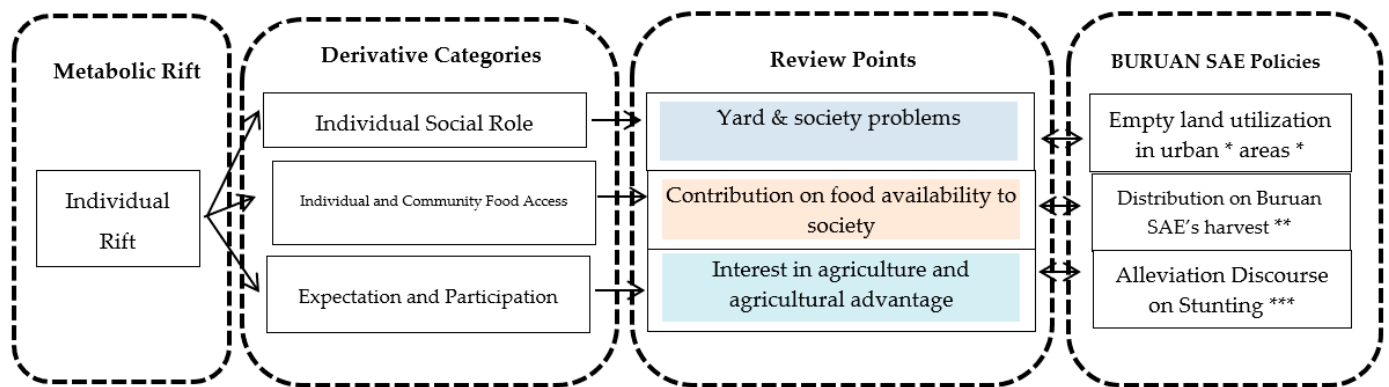 Metabolic Rift
Individual
Rift
Derivative Categories
Individual Social Role
Individual and Community Food Access
Expectation and Participation
Review Points
Yard & society problems
Contribution on food availability to
society
Interest in agriculture and
agricultural advantage
BURUAN SAE Policies
Empty land utilization
in urban * areas *
Distribution on Buruan
SAE's harvest **
Alleviation Discourse
on Stunting ***